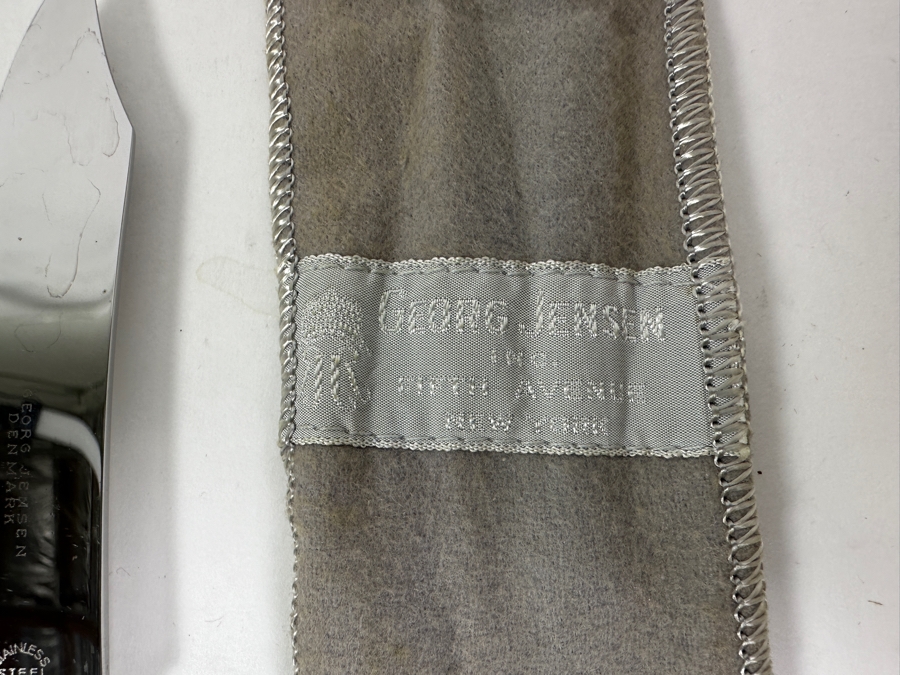 GEORG JENSEN
INC.
FIFTH AVENUE
NEW YORK
GEORG JENSEN
DENMARK
STAINLESS
STEEL